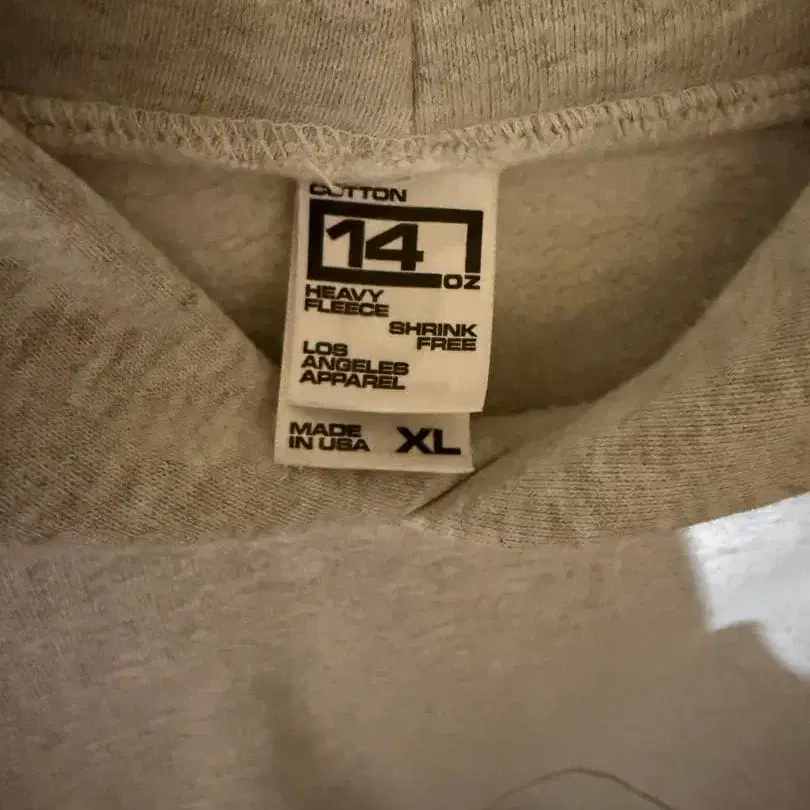 COTTON
14
OZ
HEAVY
FLEECE
SHRINK
FREE
LOS
ANGELES
APPAREL
MADE
IN USA
XL